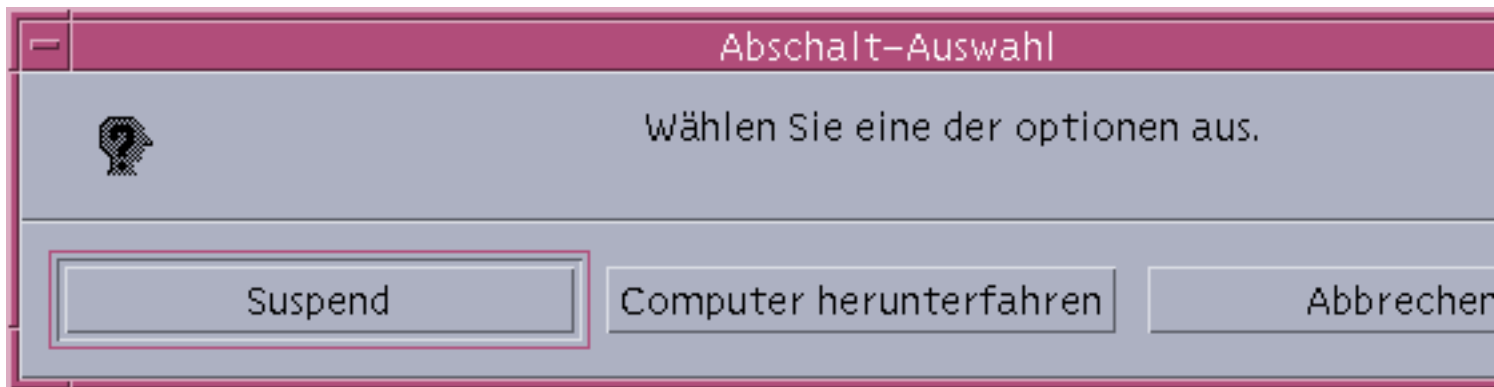 Abschalt-Auswahl
Wählen Sie eine der optionen aus.
Suspend
Computer herunterfahren
Abbrechen